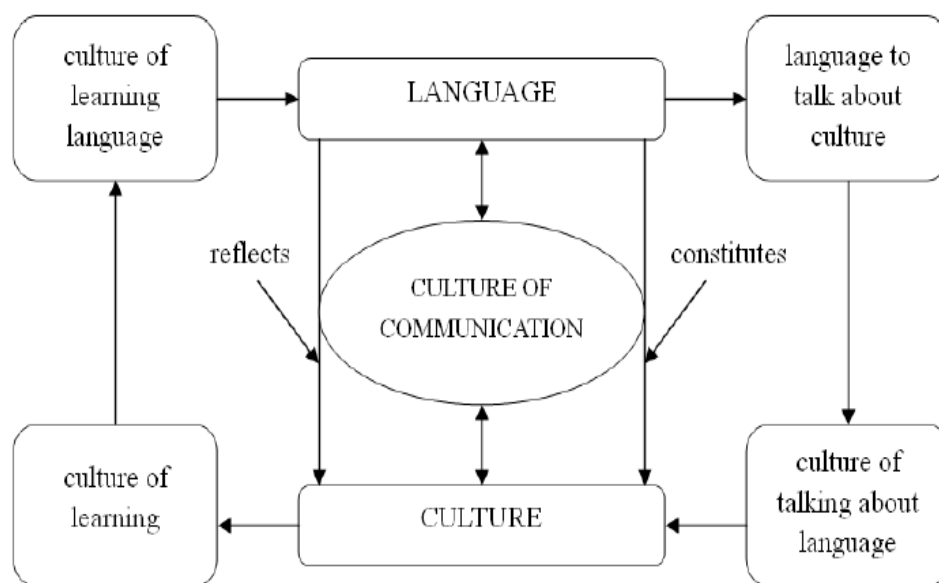 culture of
learning
language
LANGUAGE
language to
talk about
culture
reflects
constitutes
CULTURE OF
COMMUNICATION
culture of
learning
CULTURE
culture of
talking about
language